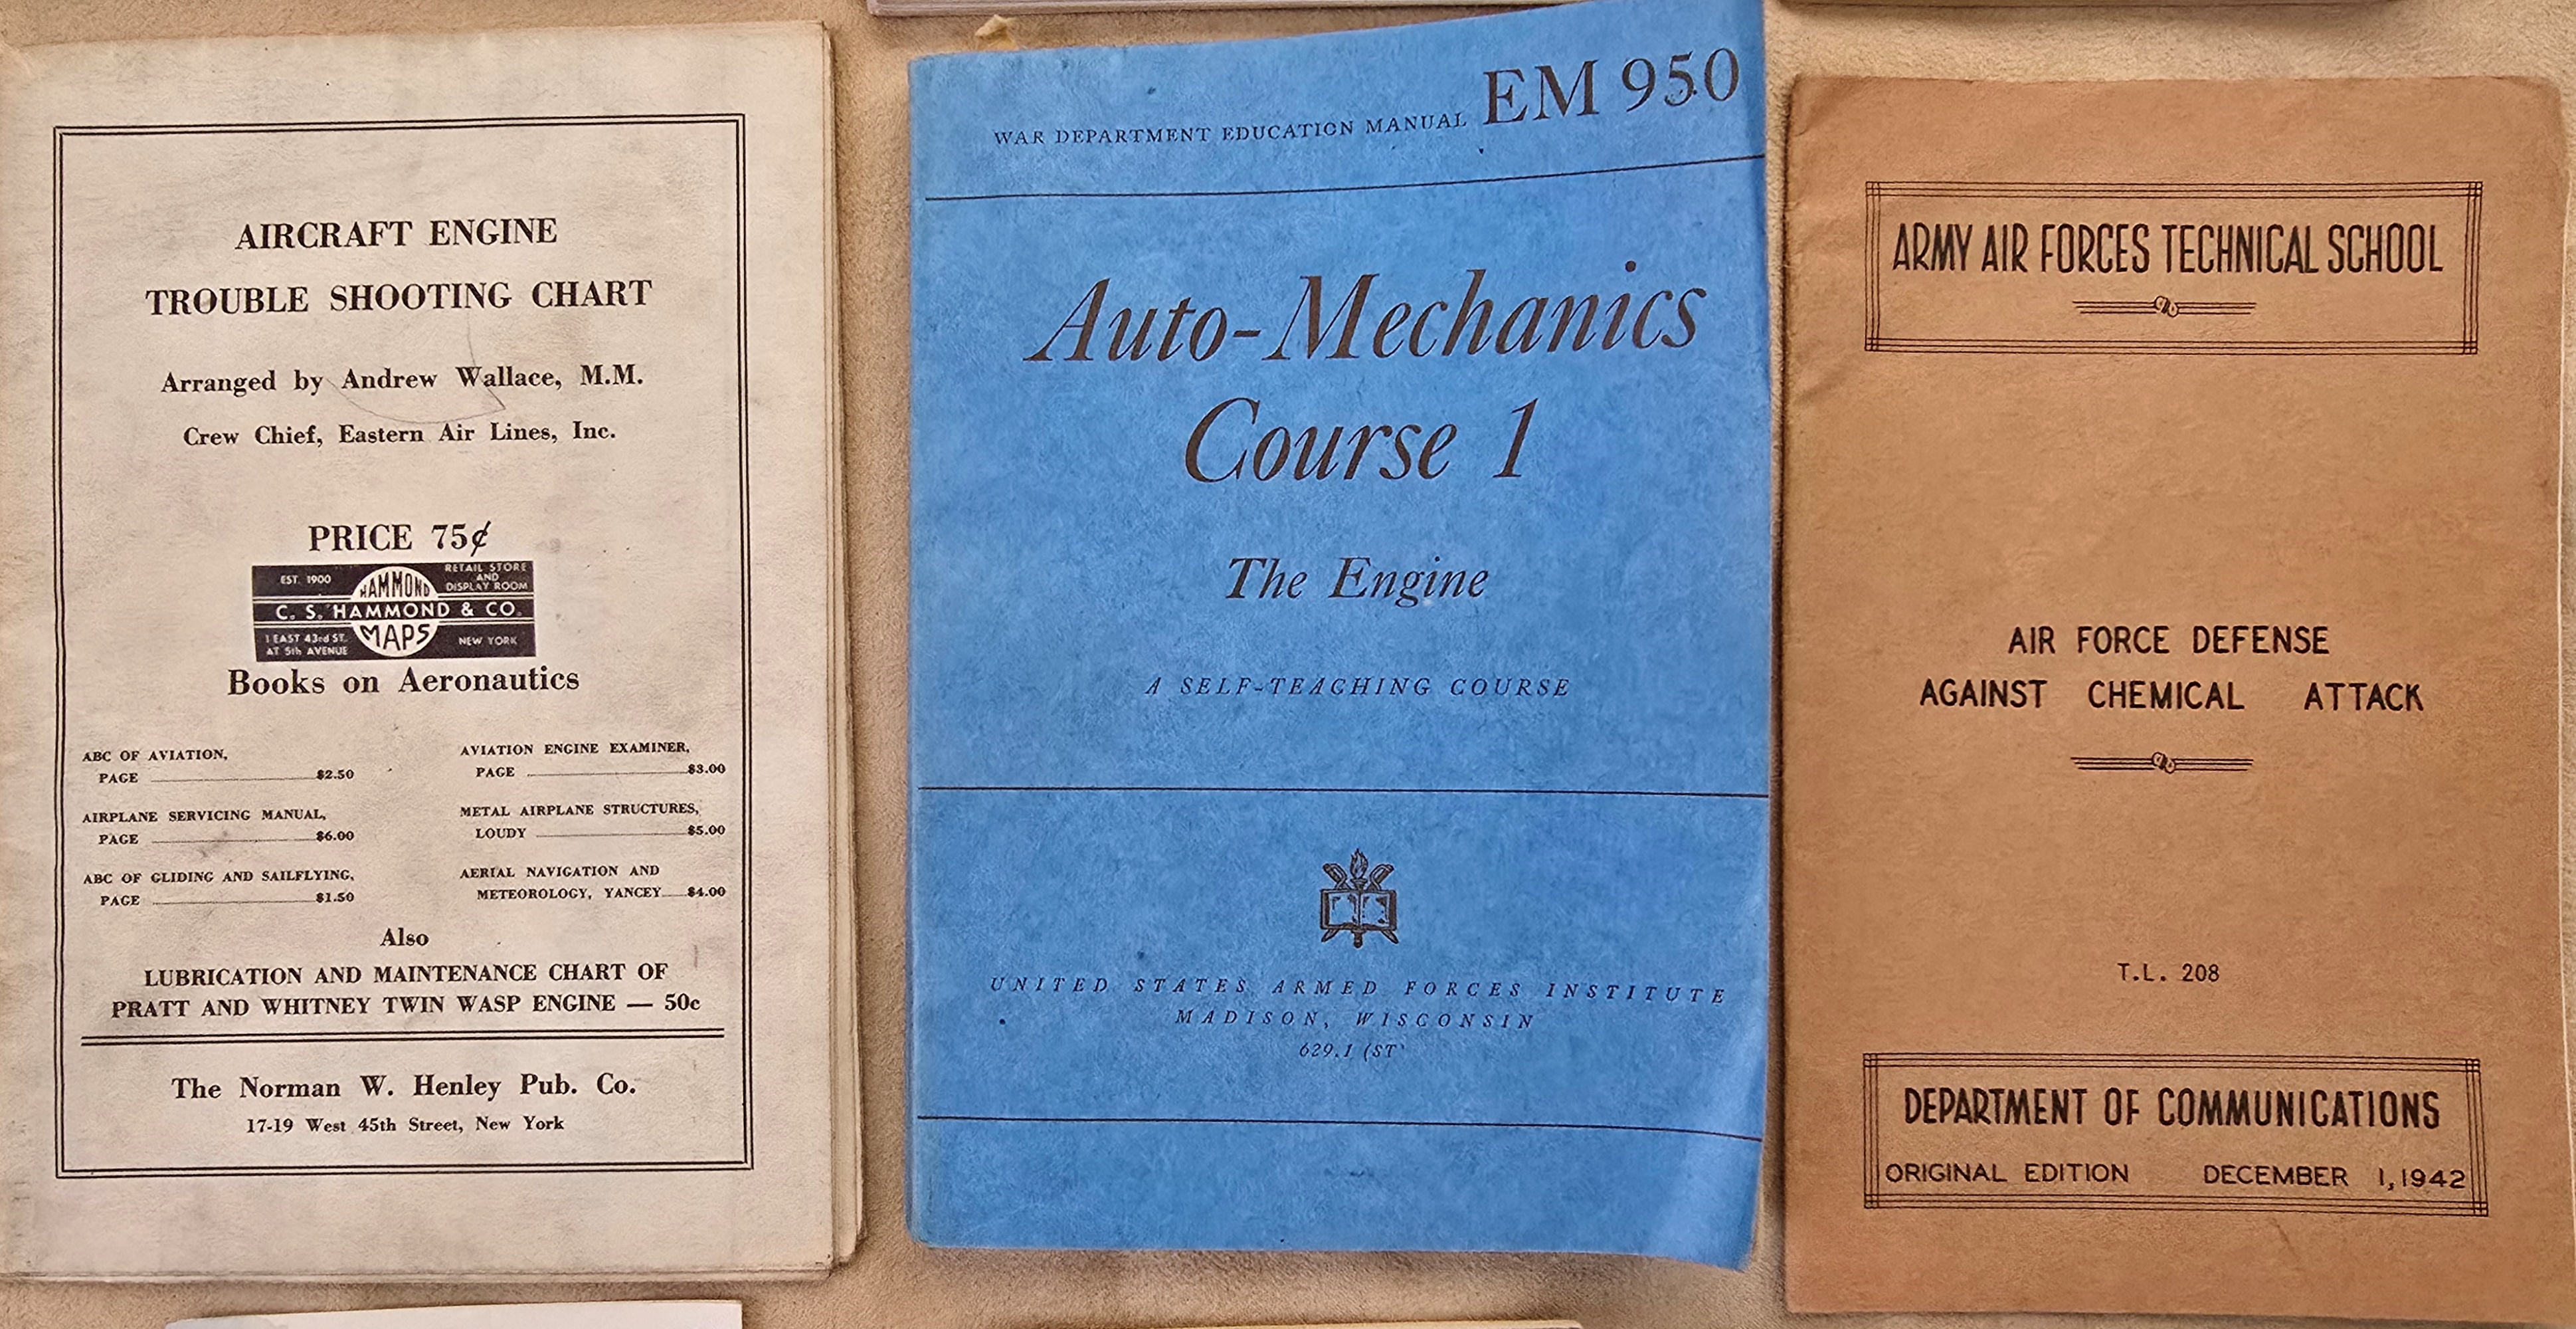 AIRCRAFT ENGINE
TROUBLE SHOOTING CHART
Arranged by Andrew Wallace, M.M.
Crew Chief, Eastern Air Lines, Inc.
PRICE 75¢
EST. 1900
HAMMOND
RETAIL STORE
AND
DISPLAY ROOM
C. S. HAMMOND & CO.
1 EAST 43rd ST.
AT 5th AVENUE
MAPS
NEW YORK
Books on Aeronautics
ABC OF AVIATION,
PAGE $2.50
AIRPLANE SERVICING MANUAL,
PAGE $6.00
ABC OF GLIDING AND SAILFLYING,
PAGE $1.50
AVIATION ENGINE EXAMINER,
PAGE $3.00
METAL AIRPLANE STRUCTURES,
LOUDY $5.00
AERIAL NAVIGATION AND
METEOROLOGY, YANCEY $4.00
Also
LUBRICATION AND MAINTENANCE CHART OF
PRATT AND WHITNEY TWIN WASP ENGINE — 50c
The Norman W. Henley Pub. Co.
17-19 West 45th Street, New York
WAR DEPARTMENT EDUCATION MANUAL EM 950
Auto-Mechanics
Course 1
The Engine
A SELF-TEACHING COURSE
UNITED STATES ARMED FORCES INSTITUTE
MADISON, WISCONSIN
629.1 (ST
ARMY AIR FORCES TECHNICAL SCHOOL
AIR FORCE DEFENSE
AGAINST CHEMICAL ATTACK
T.L. 208
DEPARTMENT OF COMMUNICATIONS
ORIGINAL EDITION DECEMBER 1, 1942